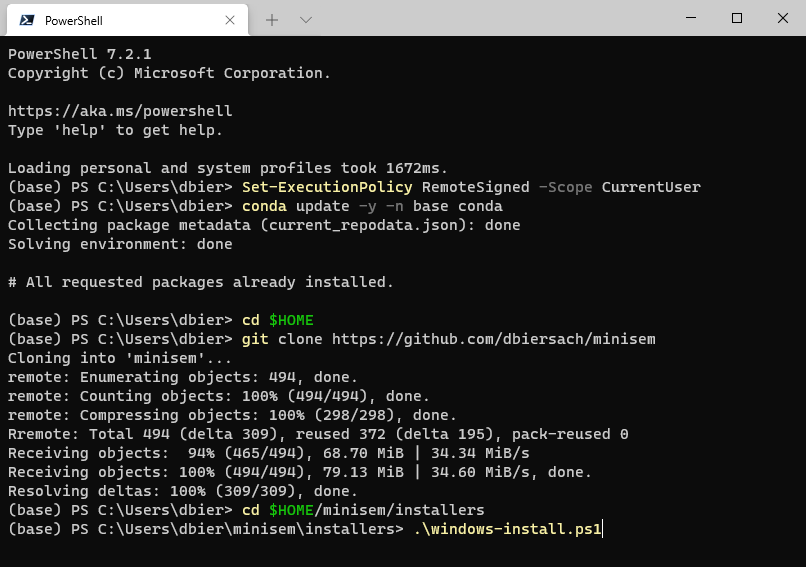 PowerShell
PowerShell 7.2.1
Copyright (c) Microsoft Corporation.
https://aka.ms/powershell
Type 'help' to get help.
Loading personal and system profiles took 1672ms.
(base) PS C:\Users\dbier> Set-ExecutionPolicy RemoteSigned -Scope CurrentUser
(base) PS C:\Users\dbier> conda update -y -n base conda
Collecting package metadata (current_repodata.json): done
Solving environment: done
# All requested packages already installed.
(base) PS C:\Users\dbier> cd $HOME
(base) PS C:\Users\dbier> git clone https://github.com/dbiersach/minisem
Cloning into 'minisem'...
remote: Enumerating objects: 494, done.
remote: Counting objects: 100% (494/494), done.
remote: Compressing objects: 100% (298/298), done.
Rremote: Total 494 (delta 309), reused 372 (delta 195), pack-reused 0
Receiving objects:  94% (465/494), 68.70 MiB | 34.34 MiB/s
Receiving objects: 100% (494/494), 79.13 MiB | 34.60 MiB/s, done.
Resolving deltas: 100% (309/309), done.
(base) PS C:\Users\dbier> cd $HOME/minisem/installers
(base) PS C:\Users\dbier\minisem\installers> .\windows-install.ps1